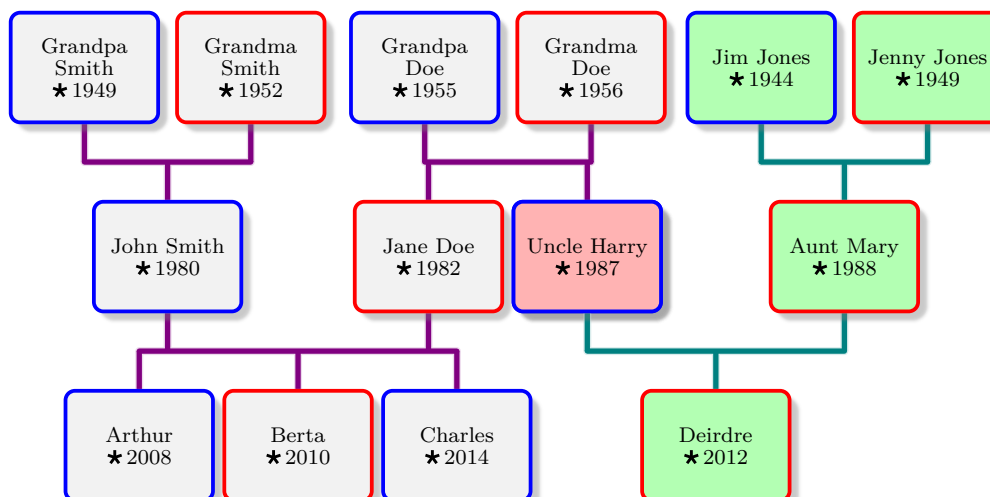 Grandpa
Smith
★ 1949
Grandma
Smith
★ 1952
Grandpa
Doe
★ 1955
Grandma
Doe
★ 1956
Jim Jones
★ 1944
Jenny Jones
★ 1949
John Smith
★ 1980
Jane Doe
★ 1982
Uncle Harry
★ 1987
Aunt Mary
★ 1988
Arthur
★ 2008
Berta
★ 2010
Charles
★ 2014
Deirdre
★ 2012